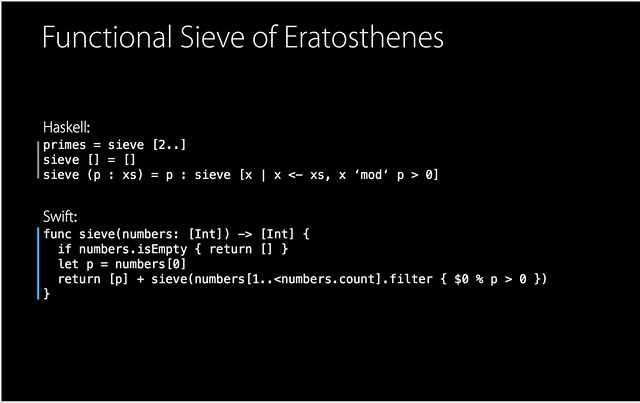 Functional Sieve of Eratosthenes
Haskell:
primes = sieve [2..]
sieve [] = []
sieve (p : xs) = p : sieve [x | x <- xs, x ‘mod‘ p > 0]
Swift:
func sieve(numbers: [Int]) -> [Int] {
  if numbers.isEmpty { return [] }
  let p = numbers[0]
  return [p] + sieve(numbers[1..<numbers.count].filter { $0 % p > 0 })
}